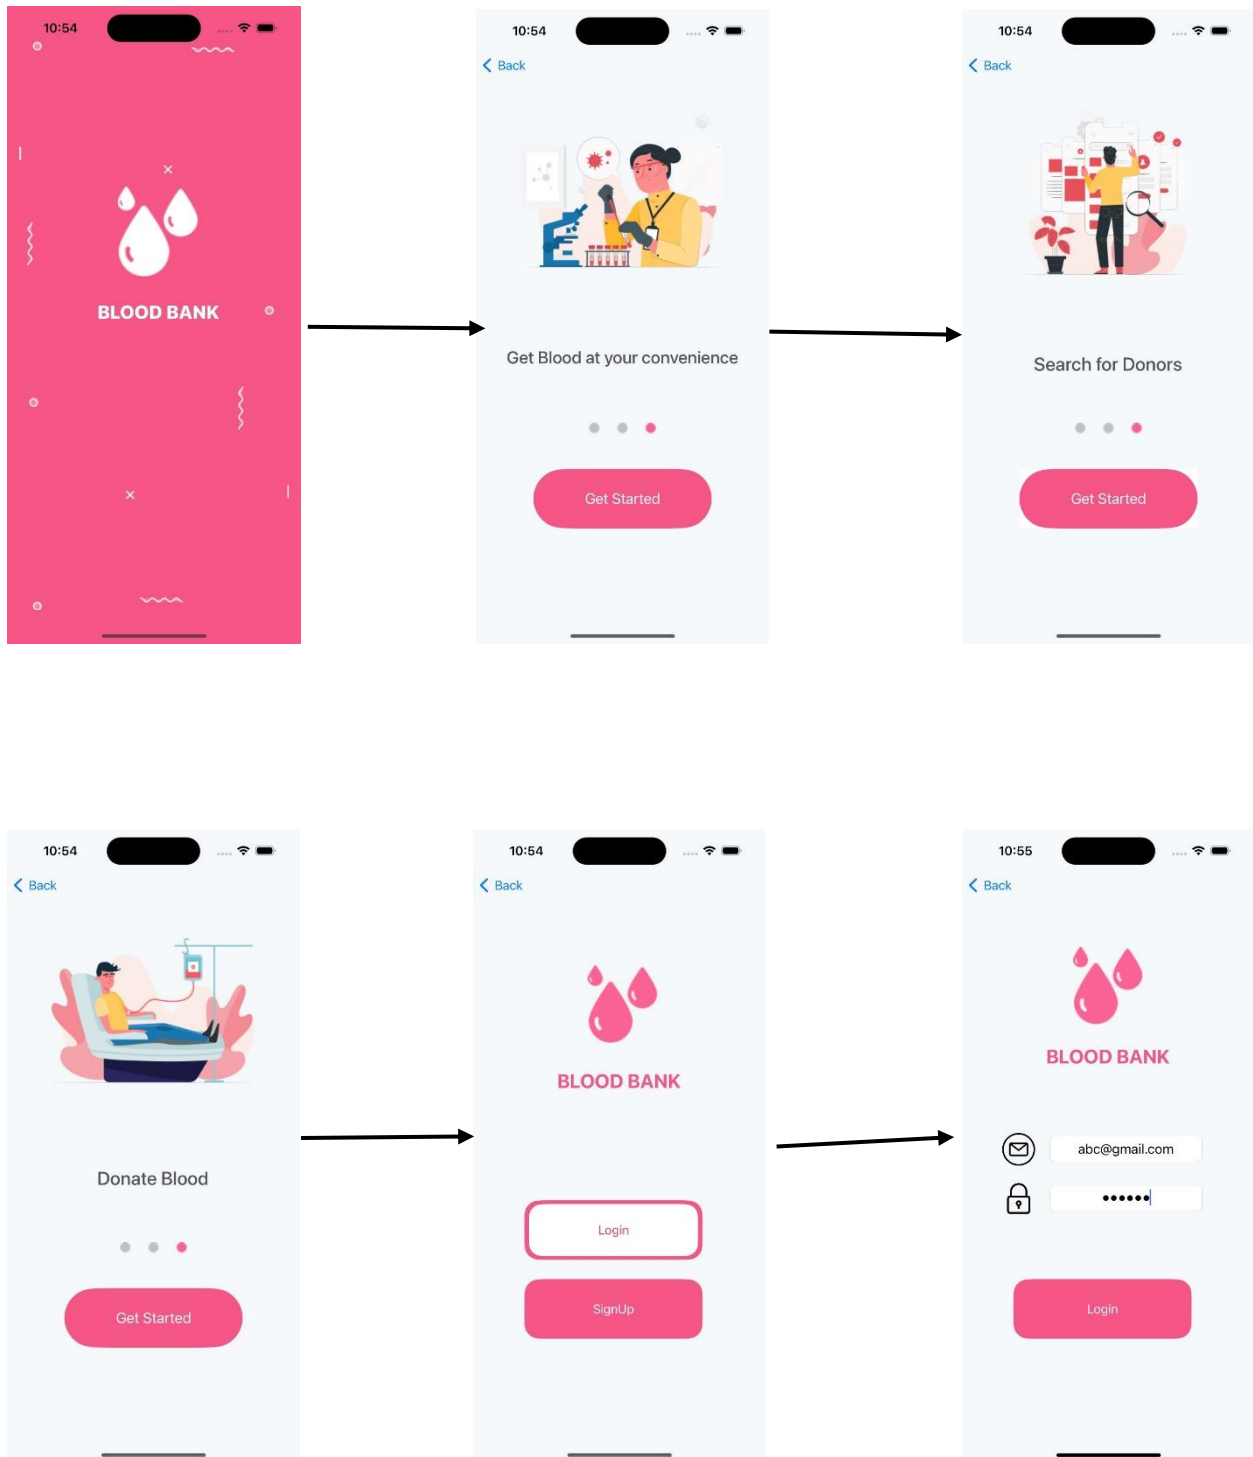 10:54
BLOOD BANK
10:54
Back
Get Blood at your convenience
Get Started
10:54
Back
Search for Donors
Get Started
10:54
Back
Donate Blood
Get Started
10:54
Back
BLOOD BANK
Login
SignUp
10:55
Back
BLOOD BANK
abc@gmail.com
••••••
Login